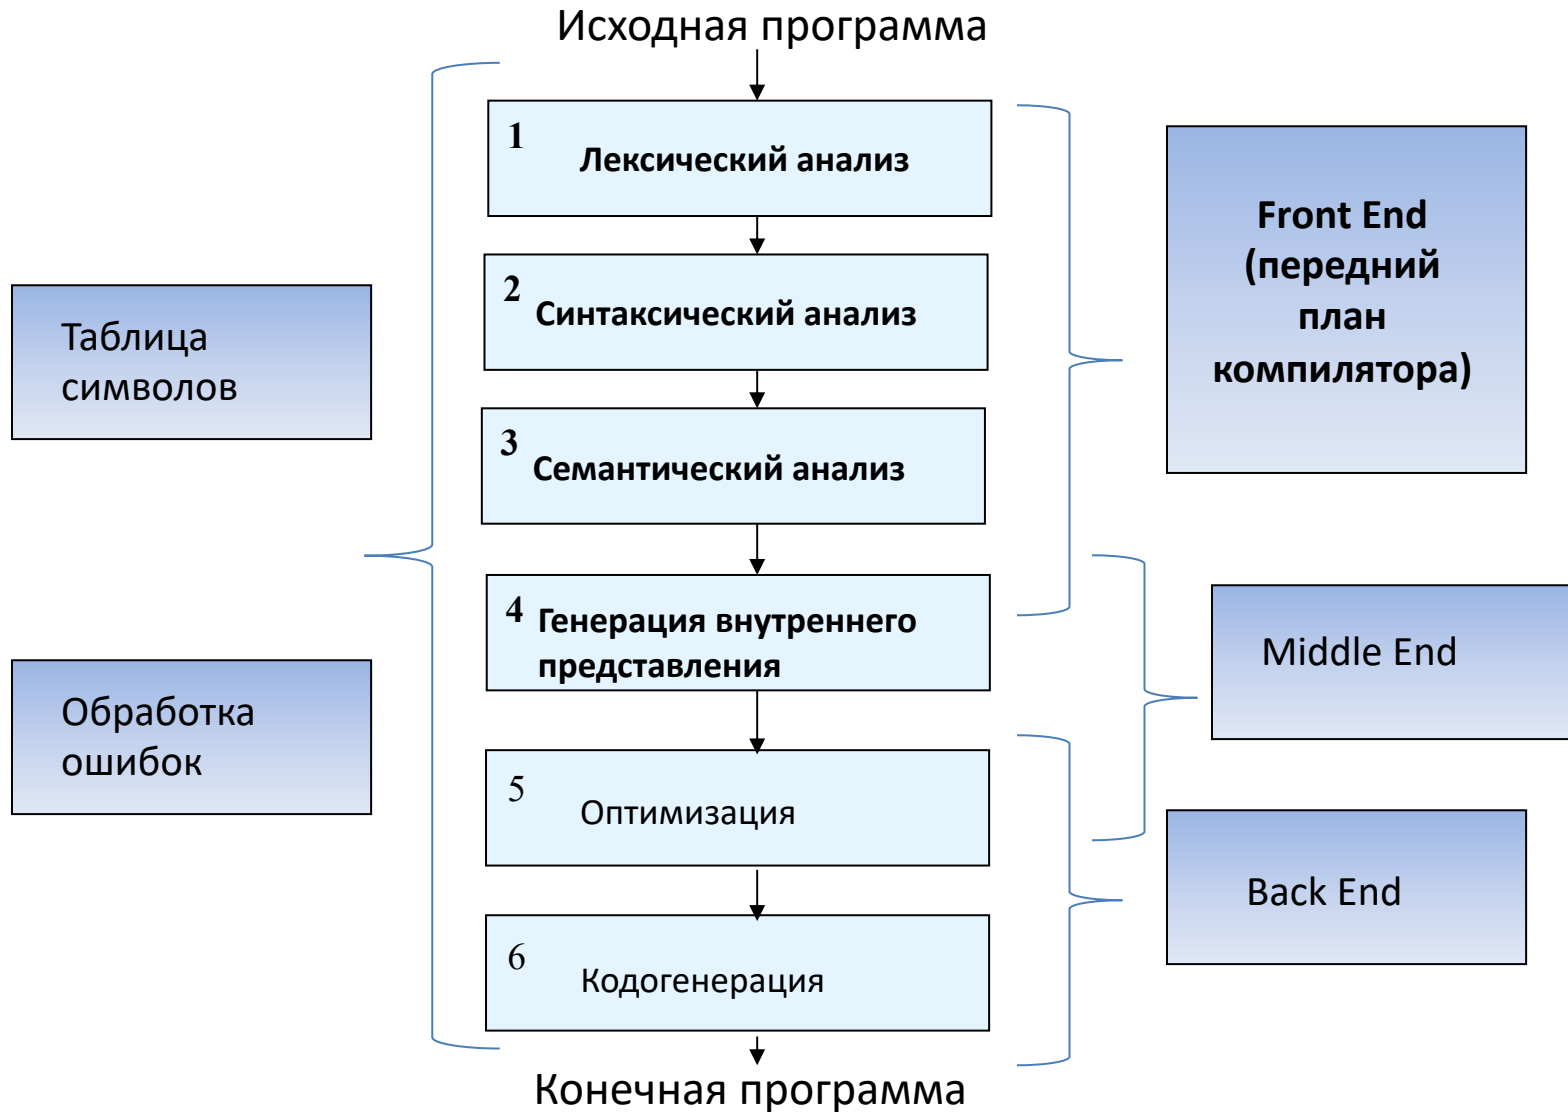 Исходная программа
1
Лексический анализ
2
Синтаксический анализ
3
Семантический анализ
4
Генерация внутреннего
представления
5
Оптимизация
6
Кодогенерация
Конечная программа
Таблица
символов
Обработка
ошибок
Front End
(передний
план
компилятора)
Middle End
Back End